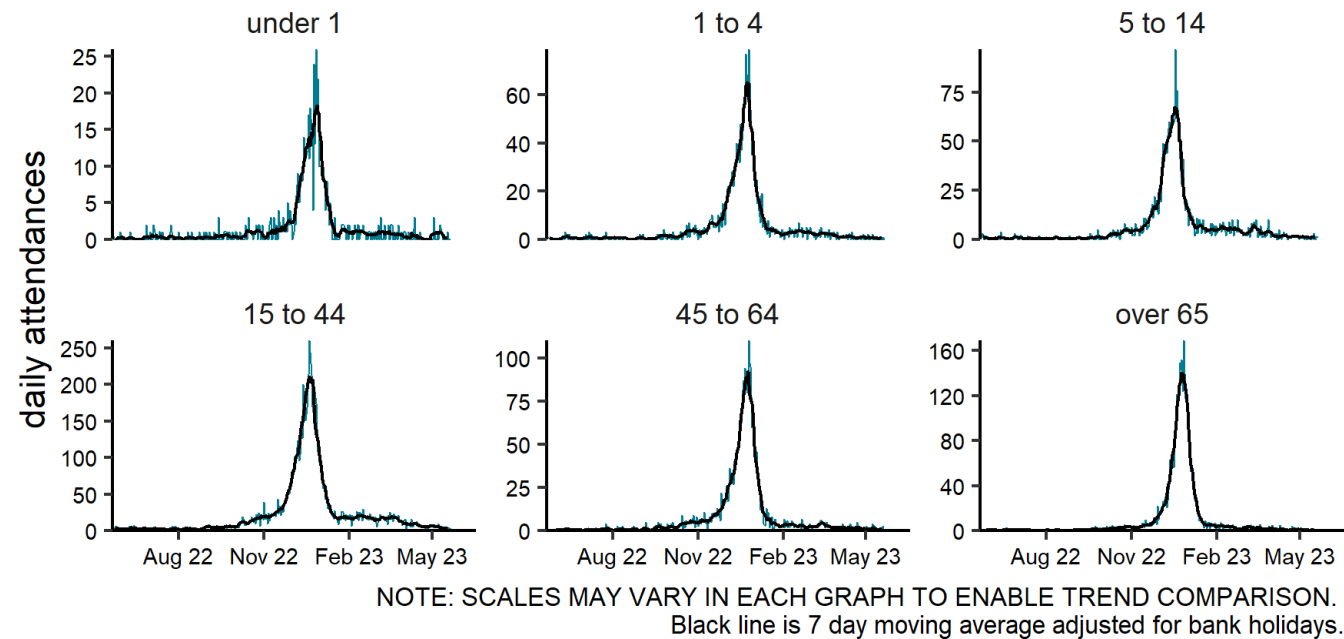 under 1
1 to 4
5 to 14
25
20
15
10
5
0
60
40
20
0
75
50
25
0
daily attendances
15 to 44
45 to 64
over 65
250
200
150
100
50
0
100
75
50
25
0
160
120
80
40
0
Aug 22 Nov 22 Feb 23 May 23
Aug 22 Nov 22 Feb 23 May 23
Aug 22 Nov 22 Feb 23 May 23
NOTE: SCALES MAY VARY IN EACH GRAPH TO ENABLE TREND COMPARISON.
Black line is 7 day moving average adjusted for bank holidays.